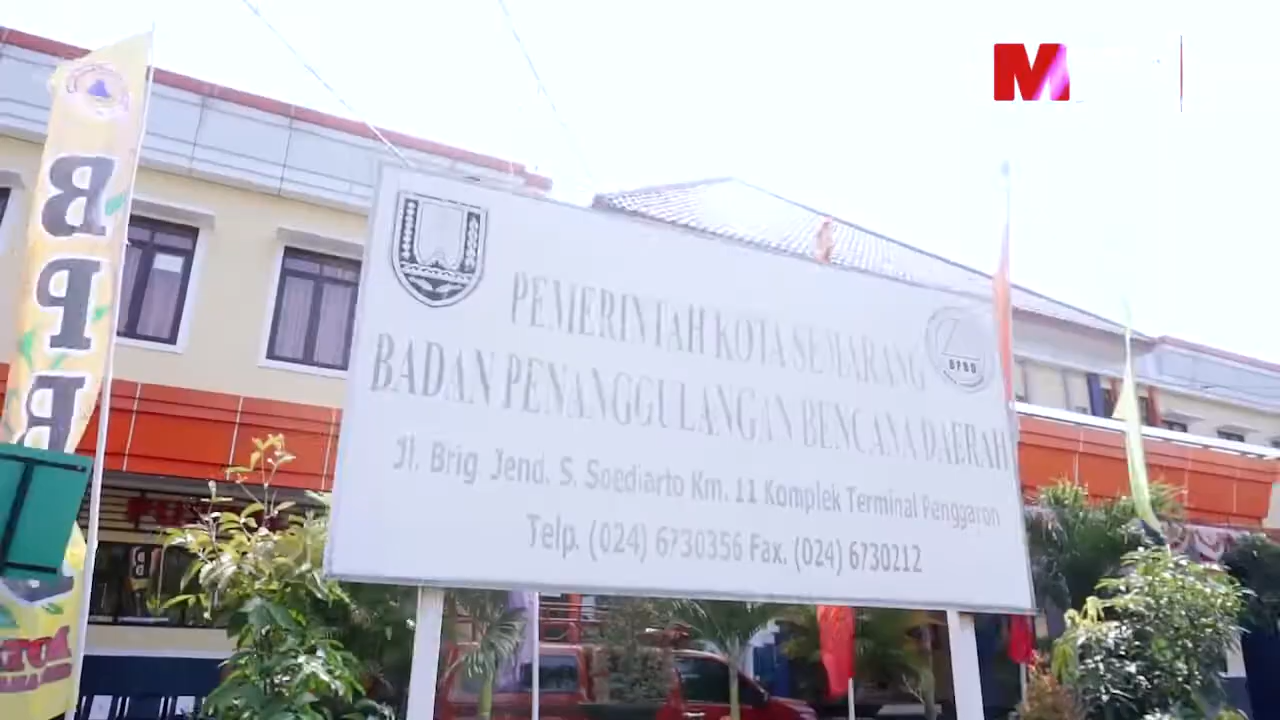 M
PEMERINTAH KOTA SEMARANG
BPBD
BADAN PENANGGULANGAN BENCANA DAERAH
Jl. Brig Jend. S. Soediarto Km. 11 Komplek Terminal Penggaron
Telp. (024) 6730356 Fax. (024) 6730212
BPB